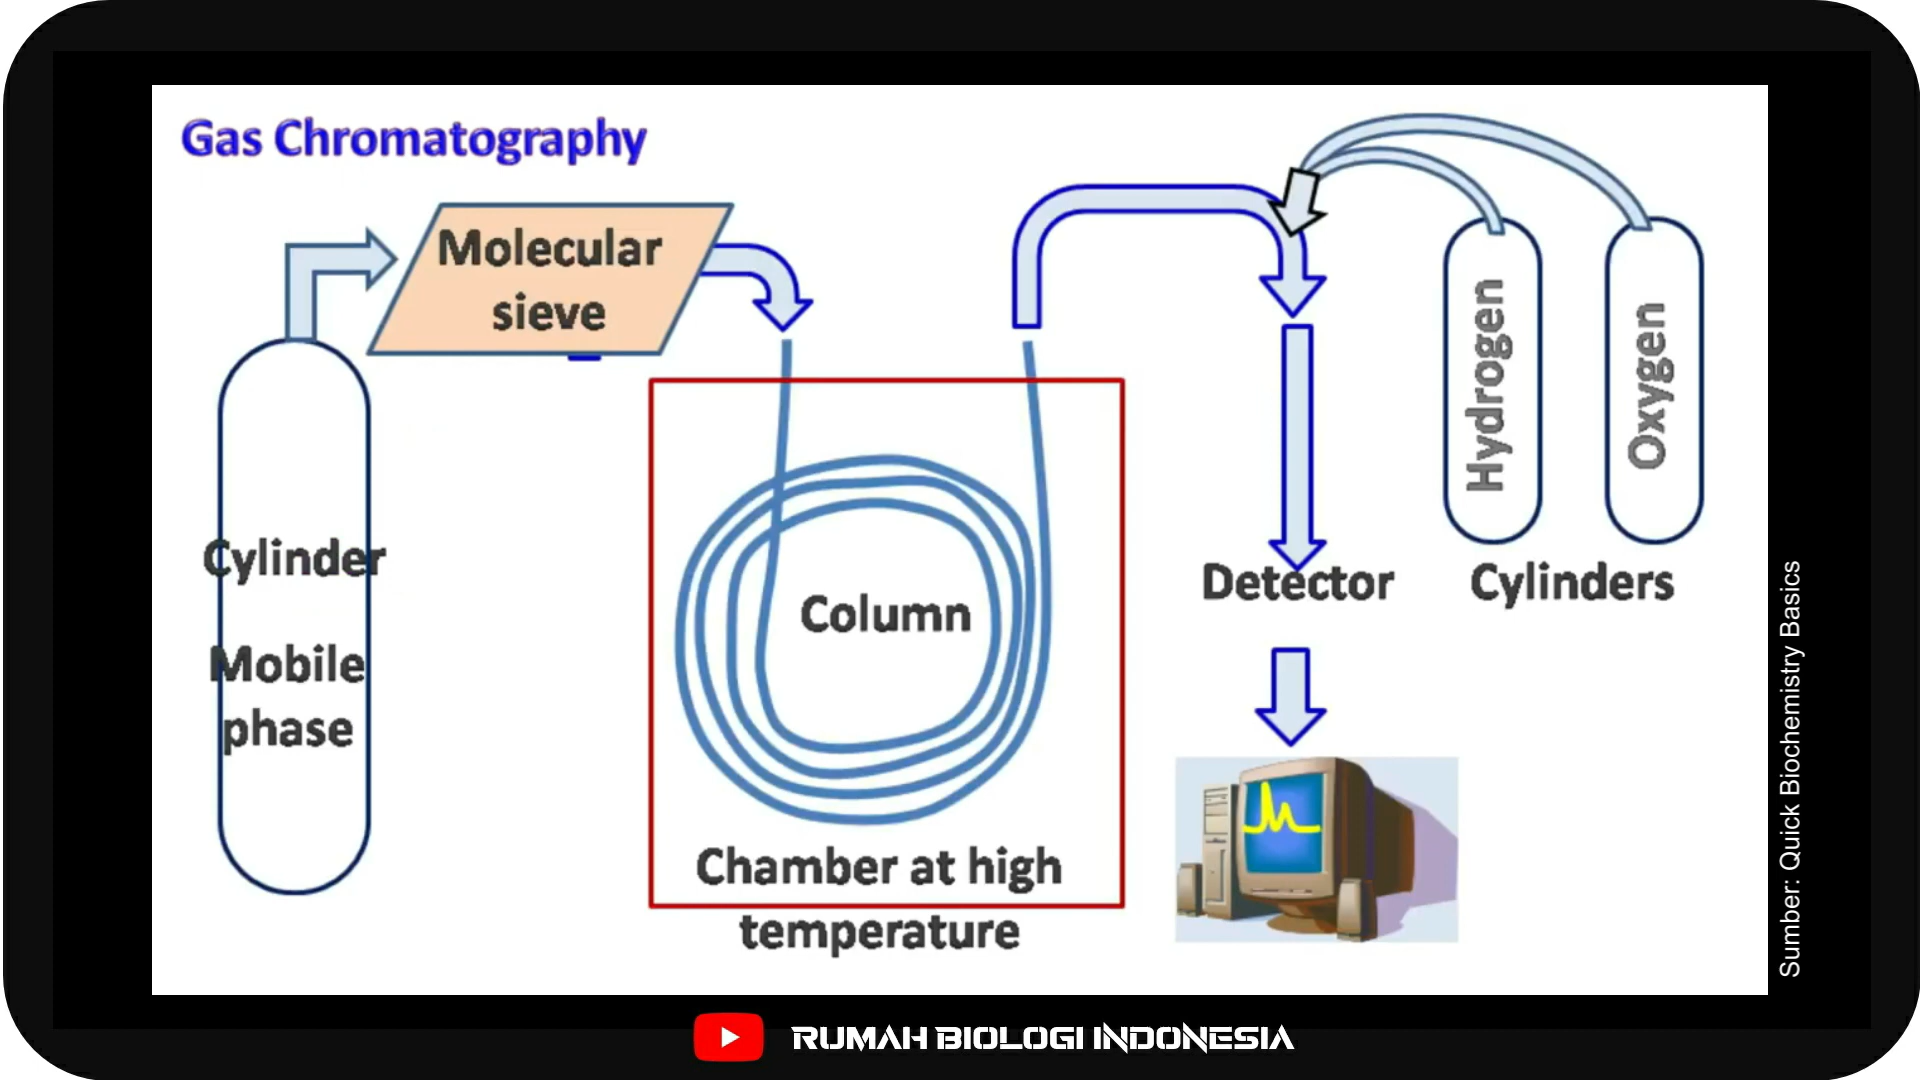 Gas Chromatography
Molecular
sieve
Cylinder
Mobile
phase
Column
Chamber at high
temperature
Detector
Hydrogen
Oxygen
Cylinders
Sumber: Quick Biochemistry Basics
RUMAH BIOLOGI INDONESIA